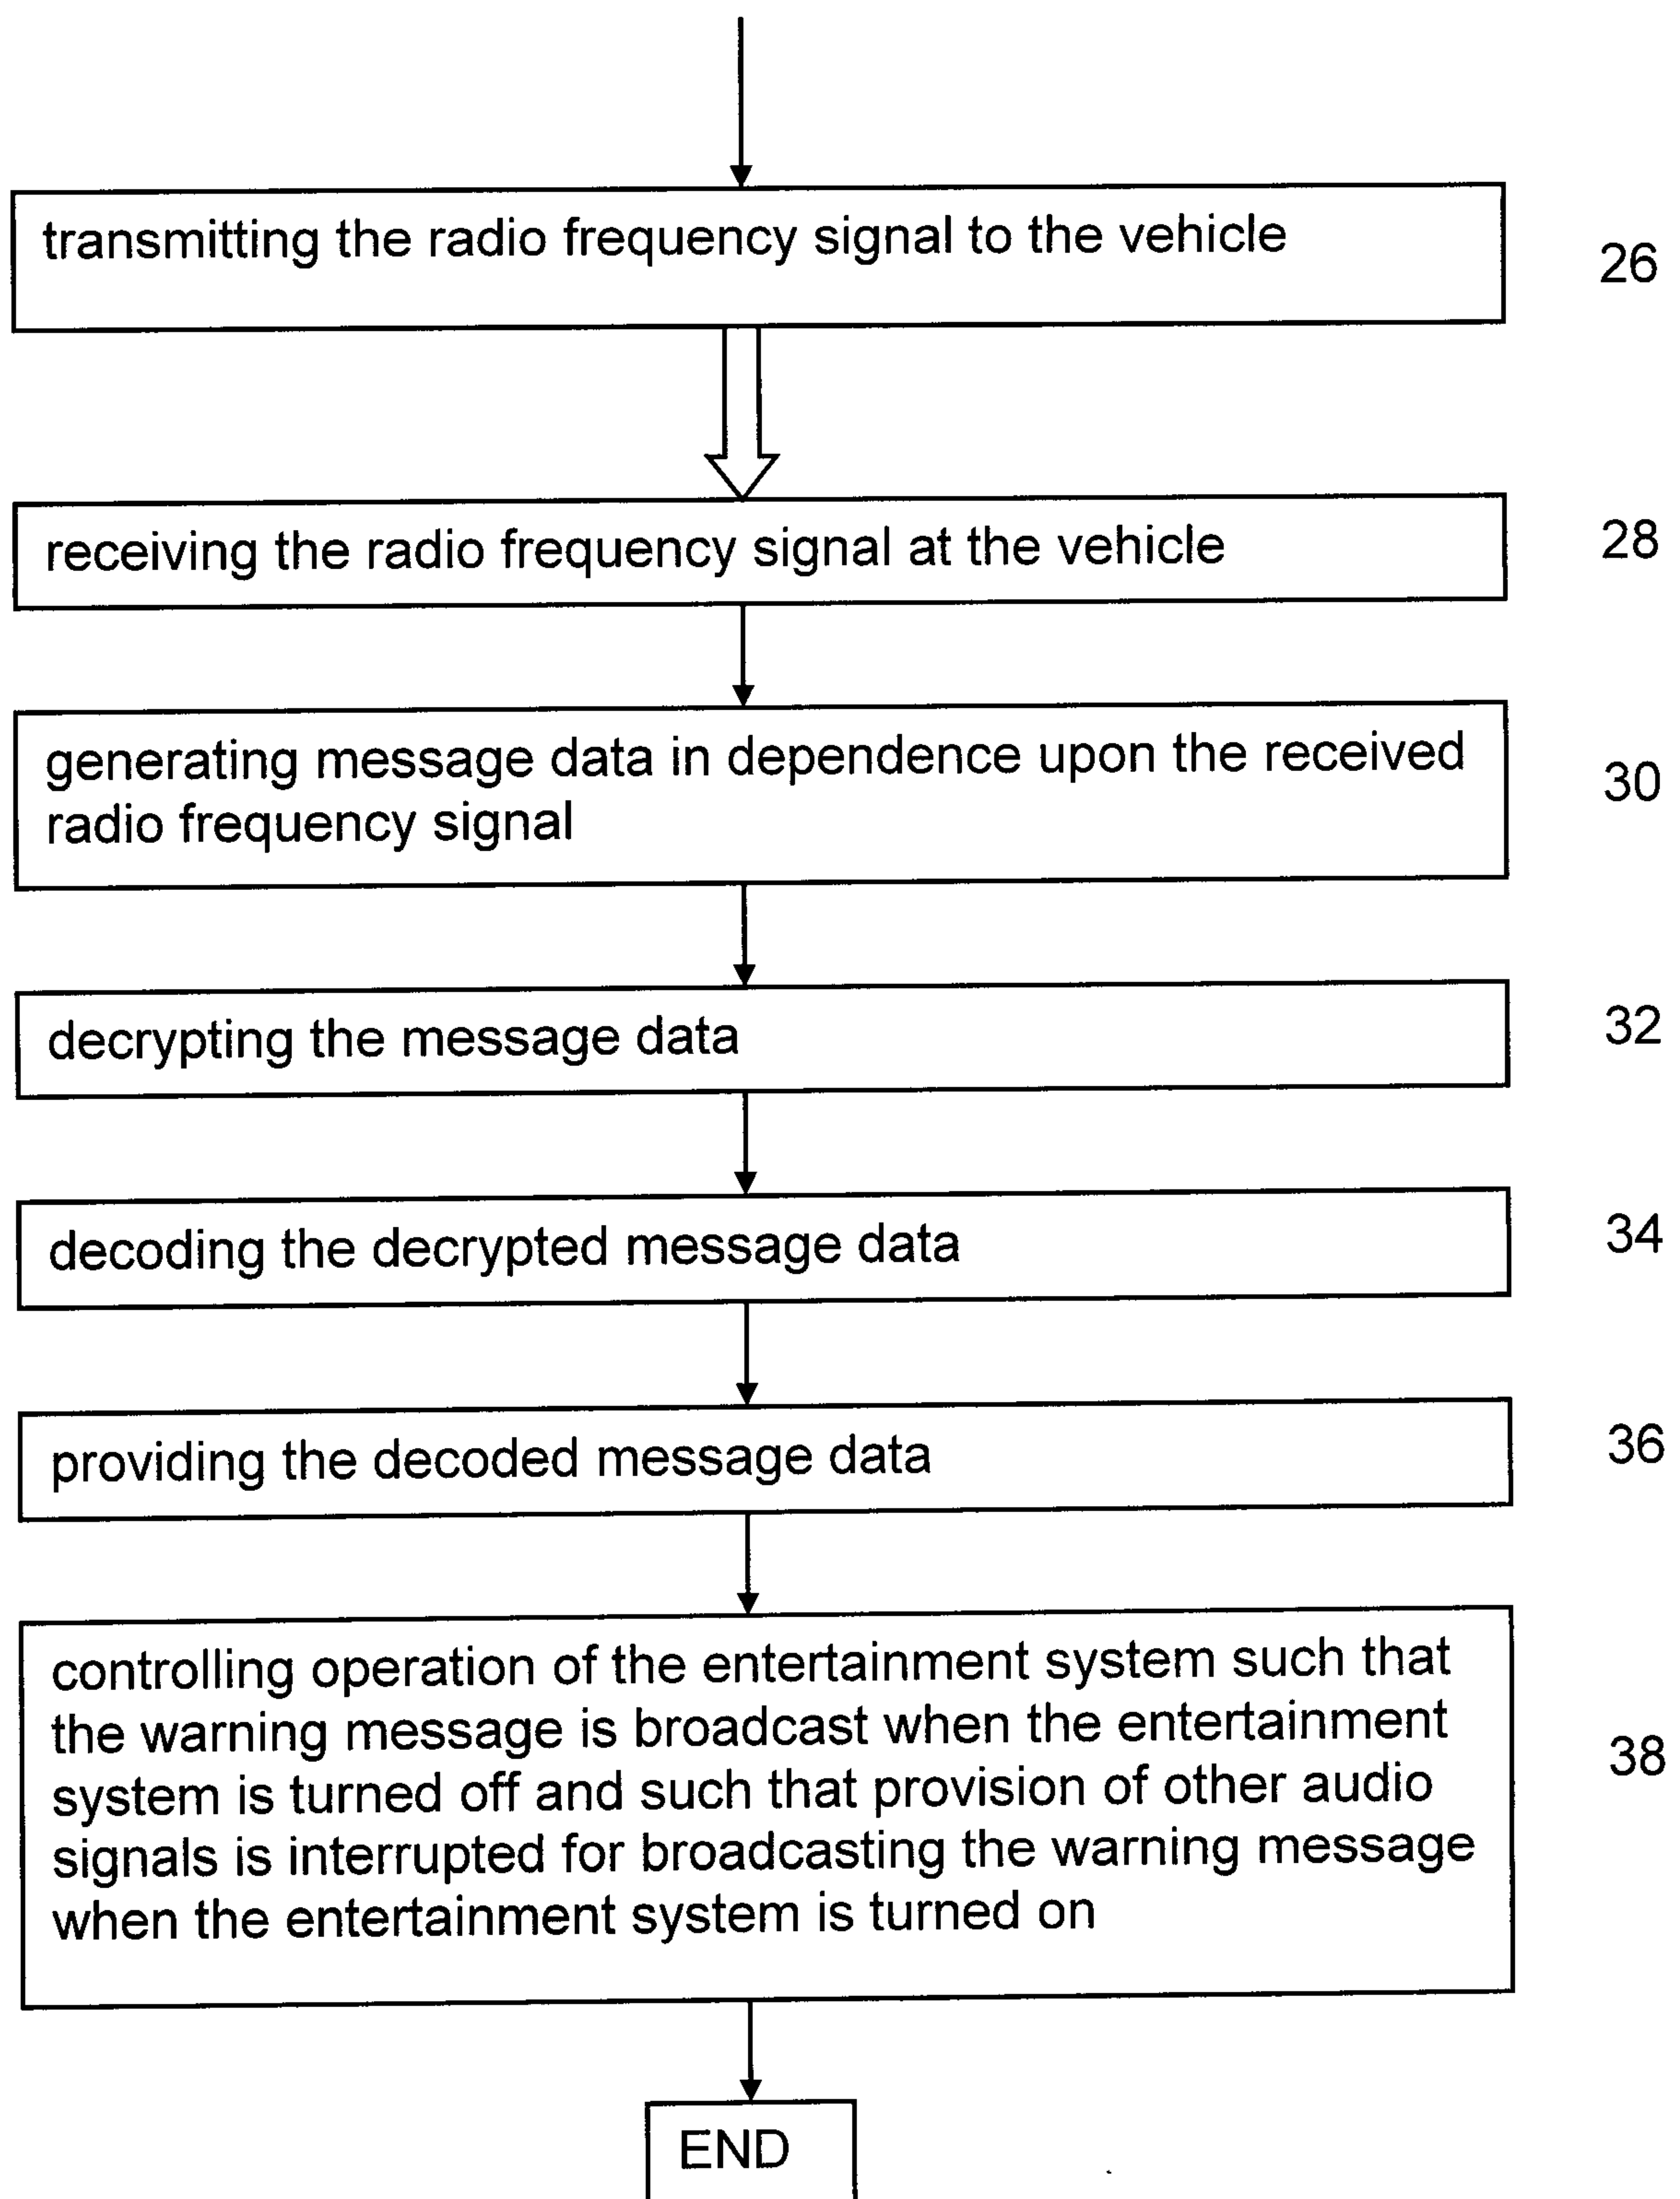 transmitting the radio frequency signal to the vehicle
26
receiving the radio frequency signal at the vehicle
28
generating message data in dependence upon the received
radio frequency signal
30
decrypting the message data
32
decoding the decrypted message data
34
providing the decoded message data
36
controlling operation of the entertainment system such that
the warning message is broadcast when the entertainment
system is turned off and such that provision of other audio
signals is interrupted for broadcasting the warning message
when the entertainment system is turned on
38
END